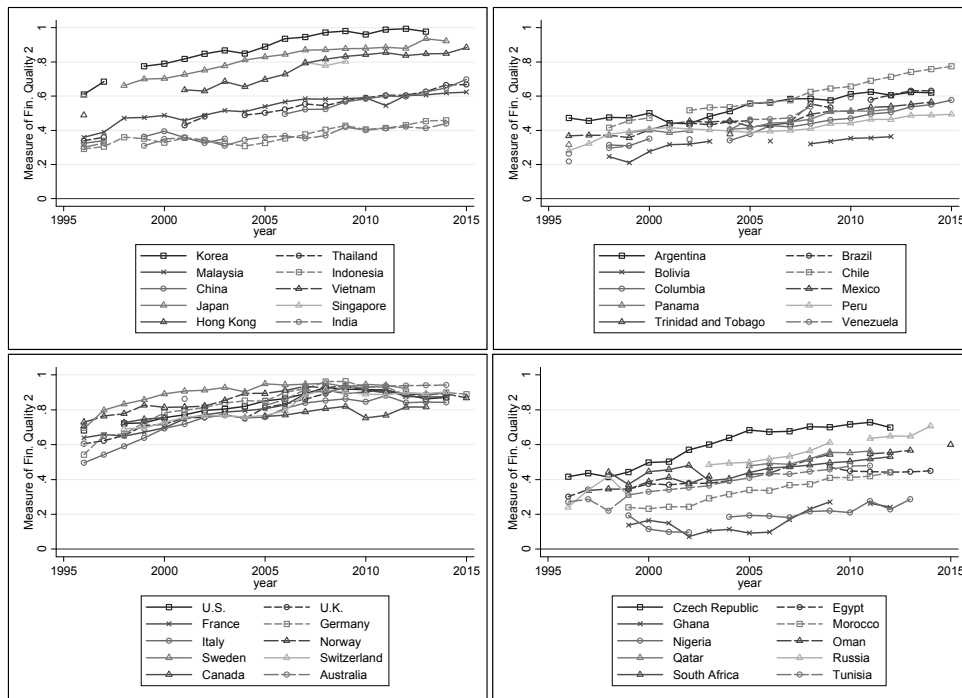 Measure of Fin. Quality 2
1
.8
.6
.4
.2
0
1995 2000 2005 2010 2015
year
Korea Thailand
Malaysia Indonesia
China Vietnam
Japan Singapore
Hong Kong India
Measure of Fin. Quality 2
1
.8
.6
.4
.2
0
1995 2000 2005 2010 2015
year
Argentina Brazil
Bolivia Chile
Columbia Mexico
Panama Peru
Trinidad and Tobago Venezuela
Measure of Fin. Quality 2
1
.8
.6
.4
.2
0
1995 2000 2005 2010 2015
year
U.S. U.K.
France Germany
Italy Norway
Sweden Switzerland
Canada Australia
Measure of Fin. Quality 2
1
.8
.6
.4
.2
0
1995 2000 2005 2010 2015
year
Czech Republic Egypt
Ghana Morocco
Nigeria Oman
Qatar Russia
South Africa Tunisia